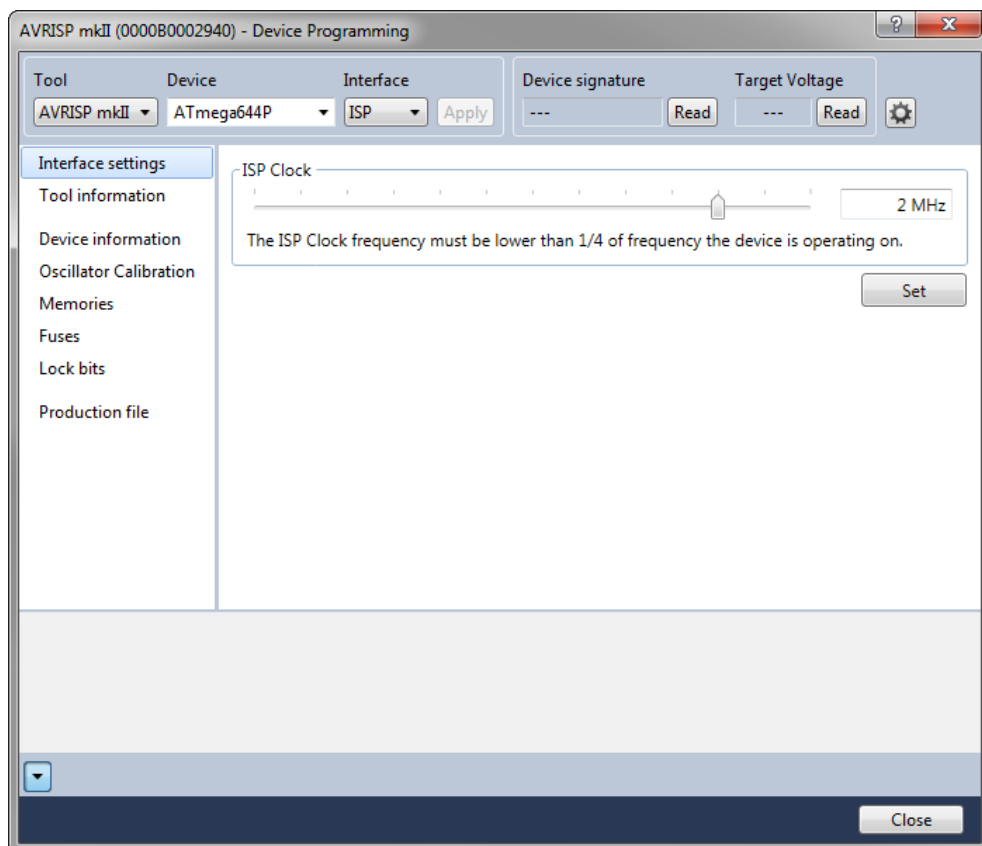 AVRISP mkII (0000B0002940) - Device Programming
Tool Device Interface Device signature Target Voltage
AVRISP mkII ATmega644P ISP Apply --- Read --- Read
Interface settings
Tool information
Device information
Oscillator Calibration
Memories
Fuses
Lock bits
Production file
ISP Clock
2 MHz
The ISP Clock frequency must be lower than 1/4 of frequency the device is operating on.
Set
Close